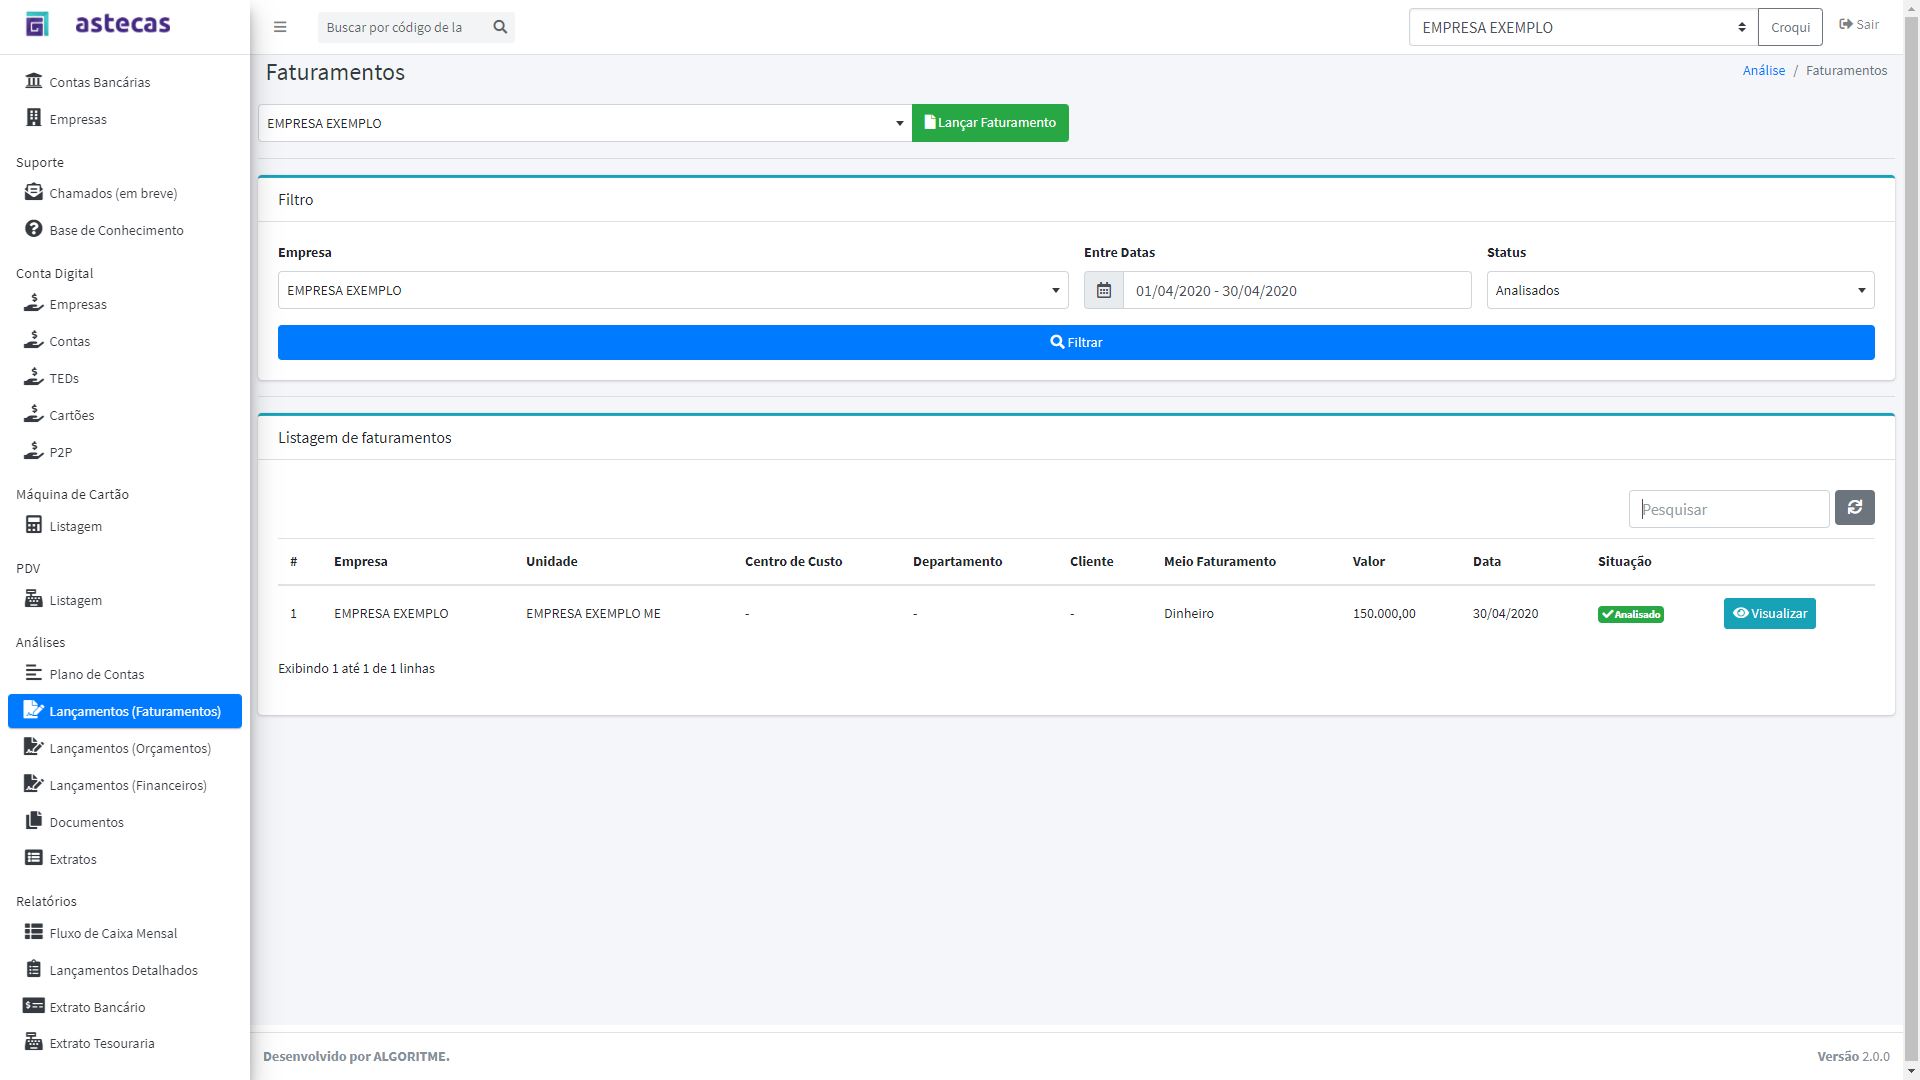 astecas
Buscar por código de la
EMPRESA EXEMPLO
Croqui
Sair
Contas Bancárias
Empresas
Suporte
Chamados (em breve)
Base de Conhecimento
Conta Digital
Empresas
Contas
TEDs
Cartões
P2P
Máquina de Cartão
Listagem
PDV
Listagem
Análises
Plano de Contas
Lançamentos (Faturamentos)
Lançamentos (Orçamentos)
Lançamentos (Financeiros)
Documentos
Extratos
Relatórios
Fluxo de Caixa Mensal
Lançamentos Detalhados
Extrato Bancário
Extrato Tesouraria
Faturamentos
Análise / Faturamentos
EMPRESA EXEMPLO
Lançar Faturamento
Filtro
Empresa Entre Datas Status
EMPRESA EXEMPLO 01/04/2020 - 30/04/2020 Analisados
Filtrar
Listagem de faturamentos
Pesquisar
# Empresa Unidade Centro de Custo Departamento Cliente Meio Faturamento Valor Data Situação
1 EMPRESA EXEMPLO EMPRESA EXEMPLO ME - - - Dinheiro 150.000,00 30/04/2020 Analisado Visualizar
Exibindo 1 até 1 de 1 linhas
Desenvolvido por ALGORITME.
Versão 2.0.0